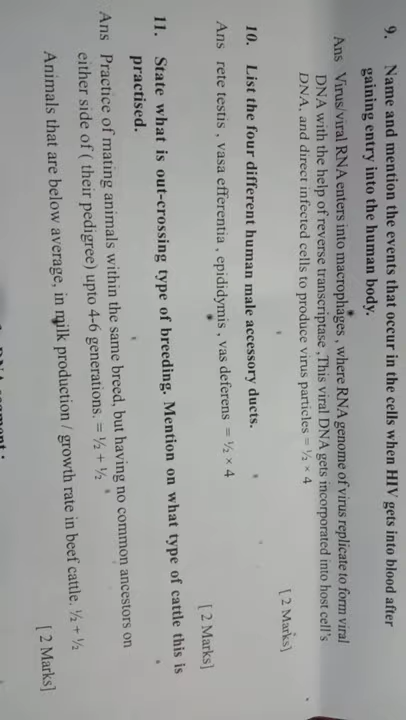 9. Name and mention the events that occur in the cells when HIV gets into blood after
gaining entry into the human body.
Ans Virus/viral RNA enters into macrophages , where RNA genome of virus replicate to form viral
DNA with the help of reverse transcriptase ,This viral DNA gets incorporated into host cell's
DNA, and direct infected cells to produce virus particles = ½ × 4
[ 2 Marks]
10. List the four different human male accessory ducts.
Ans rete testis , vasa efferentia , epididymis , vas deferens = ½ × 4
[ 2 Marks]
11. State what is out-crossing type of breeding. Mention on what type of cattle this is
practised.
Ans Practice of mating animals within the same breed, but having no common ancestors on
either side of ( their pedigree) upto 4-6 generations. = ½ + ½
Animals that are below average, in milk production / growth rate in beef cattle. ½ + ½
[ 2 Marks]